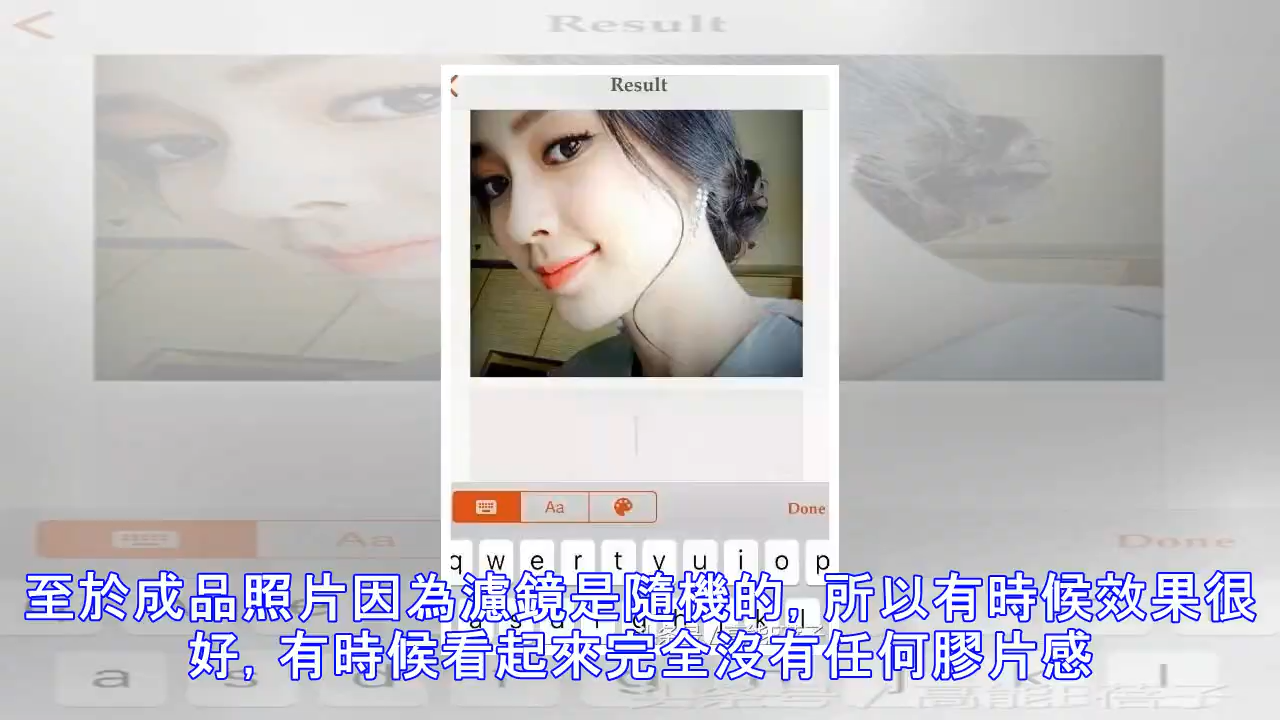 Result
Result
Aa
Done
Aa
Done
q w e r t y u i o p
至於成品照片因為濾鏡是隨機的, 所以有時候效果很
好, 有時候看起來完全沒有任何膠片感
a s d